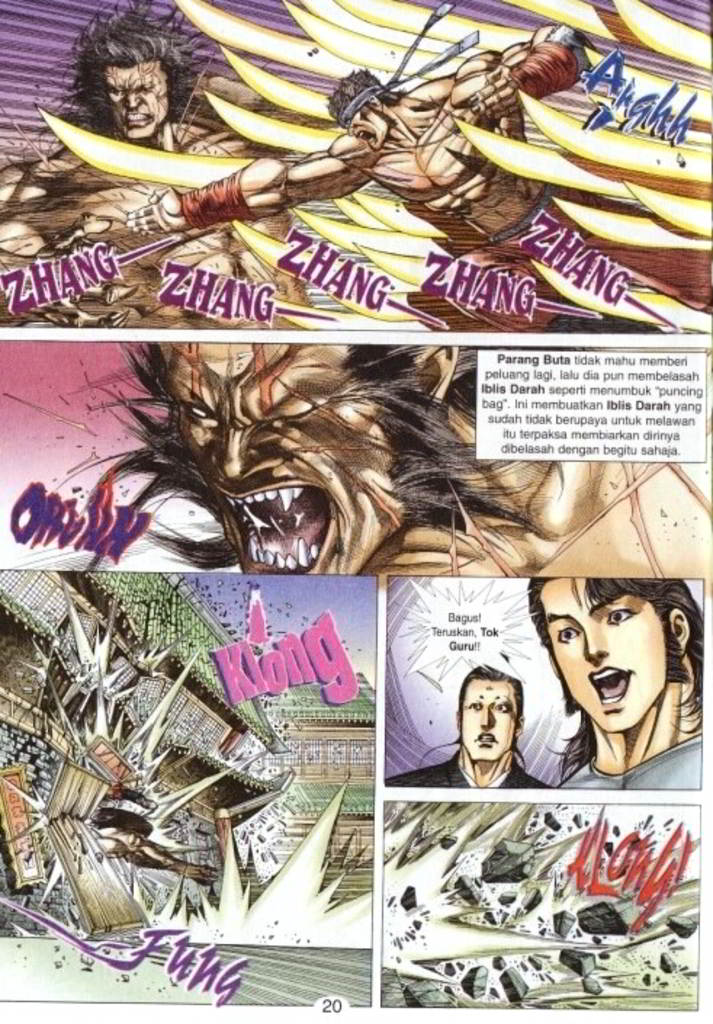 Arghh
ZHANG
ZHANG
ZHANG
ZHANG
ZHANG
Parang Buta tidak mahu memberi
peluang lagi, lalu dia pun membelasah
Iblis Darah seperti menumbuk "puncing
bag". Ini membuatkan Iblis Darah yang
sudah tidak berupaya untuk melawan
itu terpaksa membiarkan dirinya
dibelasah dengan begitu sahaja.
Klong
Bagus!
Teruskan, Tok
Guru!!
KLONG!
FUNG
20